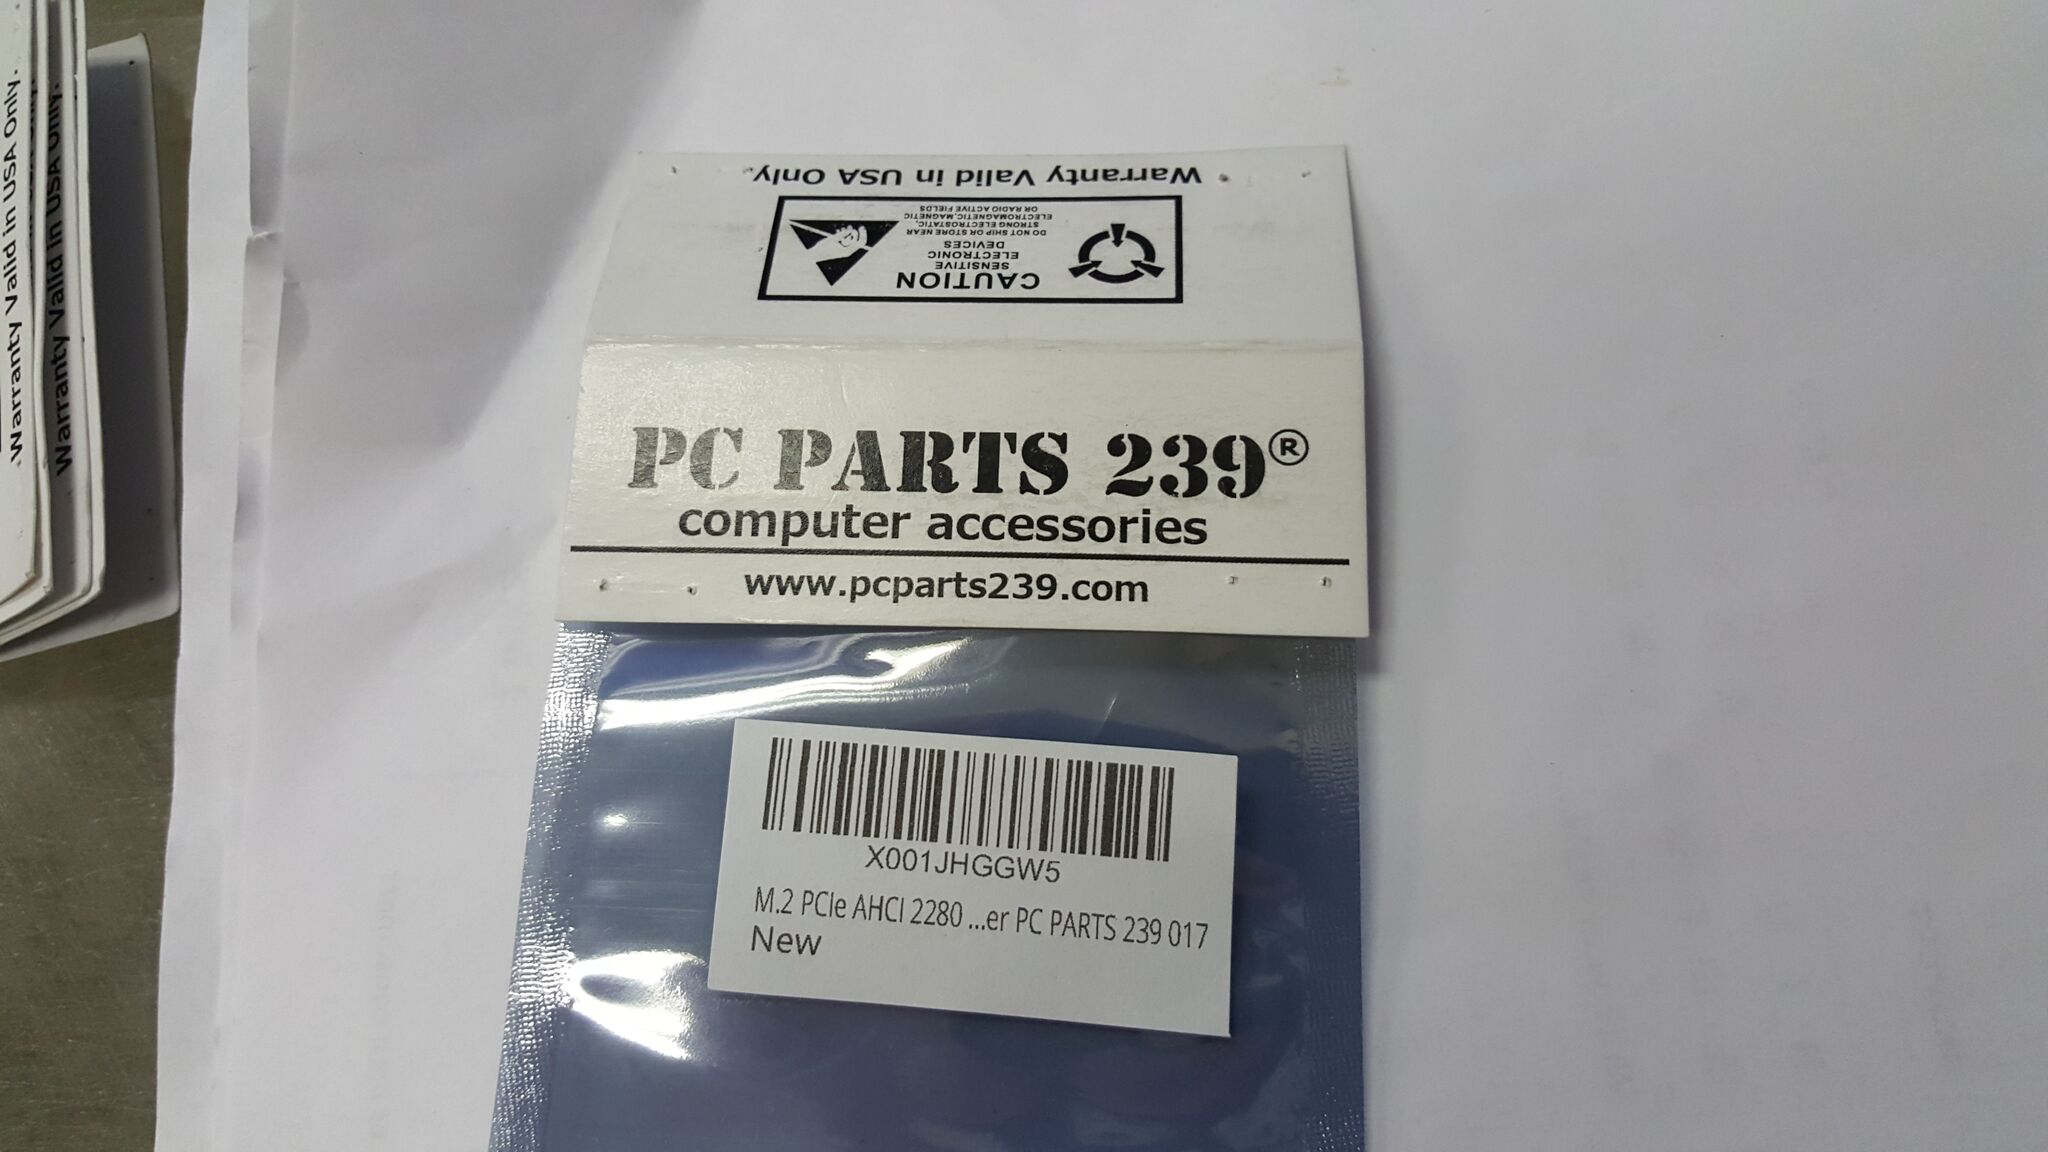 Warranty Valid in USA Only.
Warranty Valid in USA Only.
Warranty Valid in USA Only.
CAUTION
SENSITIVE
ELECTRONIC
DEVICES
DO NOT SHIP OR STORE NEAR
STRONG ELECTROSTATIC,
ELECTROMAGNETIC, MAGNETIC
OR RADIOACTIVE FIELDS
PC PARTS 239®
computer accessories
www.pcparts239.com
X001JHGGW5
M.2 PCIe AHCI 2280 ...er PC PARTS 239 017
New